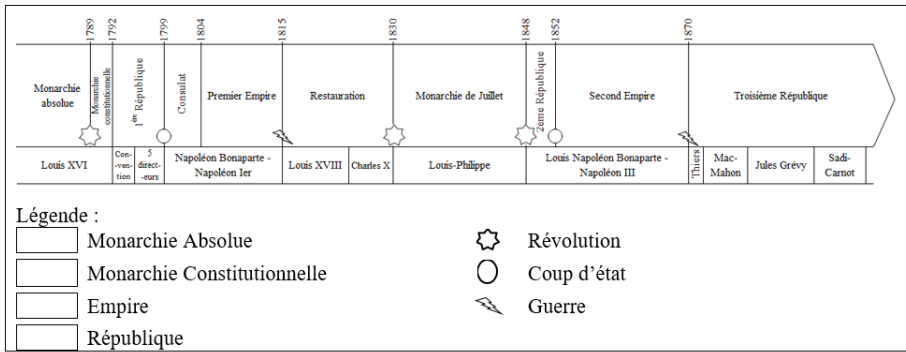 1789
1792
1799
1804
1815
1830
1848
1852
1870
Monarchie
absolue
Monarchie
constitutionnelle
1ère République
Consulat
Premier Empire
Restauration
Monarchie de Juillet
2ème République
Second Empire
Troisième République
Louis XVI
Con-
ven-
tion
5
direct-
-eurs
Napoléon Bonaparte -
Napoléon Ier
Louis XVIII
Charles X
Louis-Philippe
Louis Napoléon Bonaparte -
Napoléon III
Thiers
Mac-
Mahon
Jules Grévy
Sadi-
Carnot
Légende :
Monarchie Absolue
Révolution
Monarchie Constitutionnelle
Coup d’état
Empire
Guerre
République